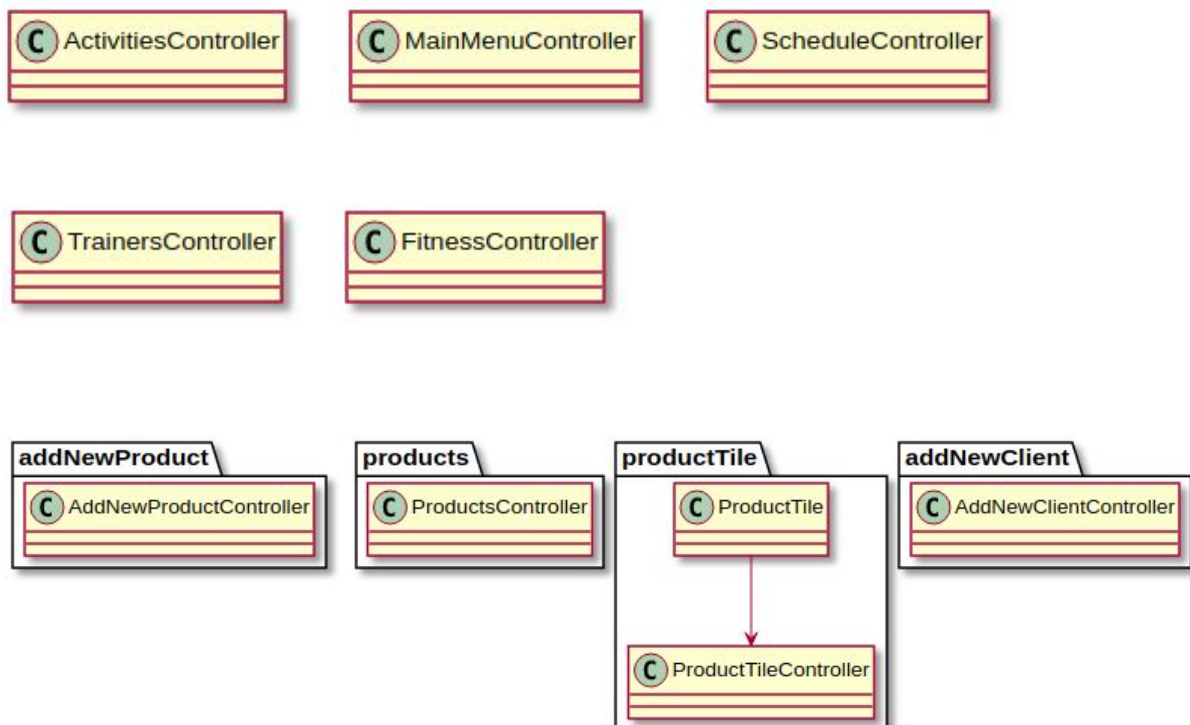 C ActivitiesController
C MainMenuController
C ScheduleController
C TrainersController
C FitnessController
addNewProduct
C AddNewProductController
products
C ProductsController
productTile
C ProductTile
C ProductTileController
addNewClient
C AddNewClientController